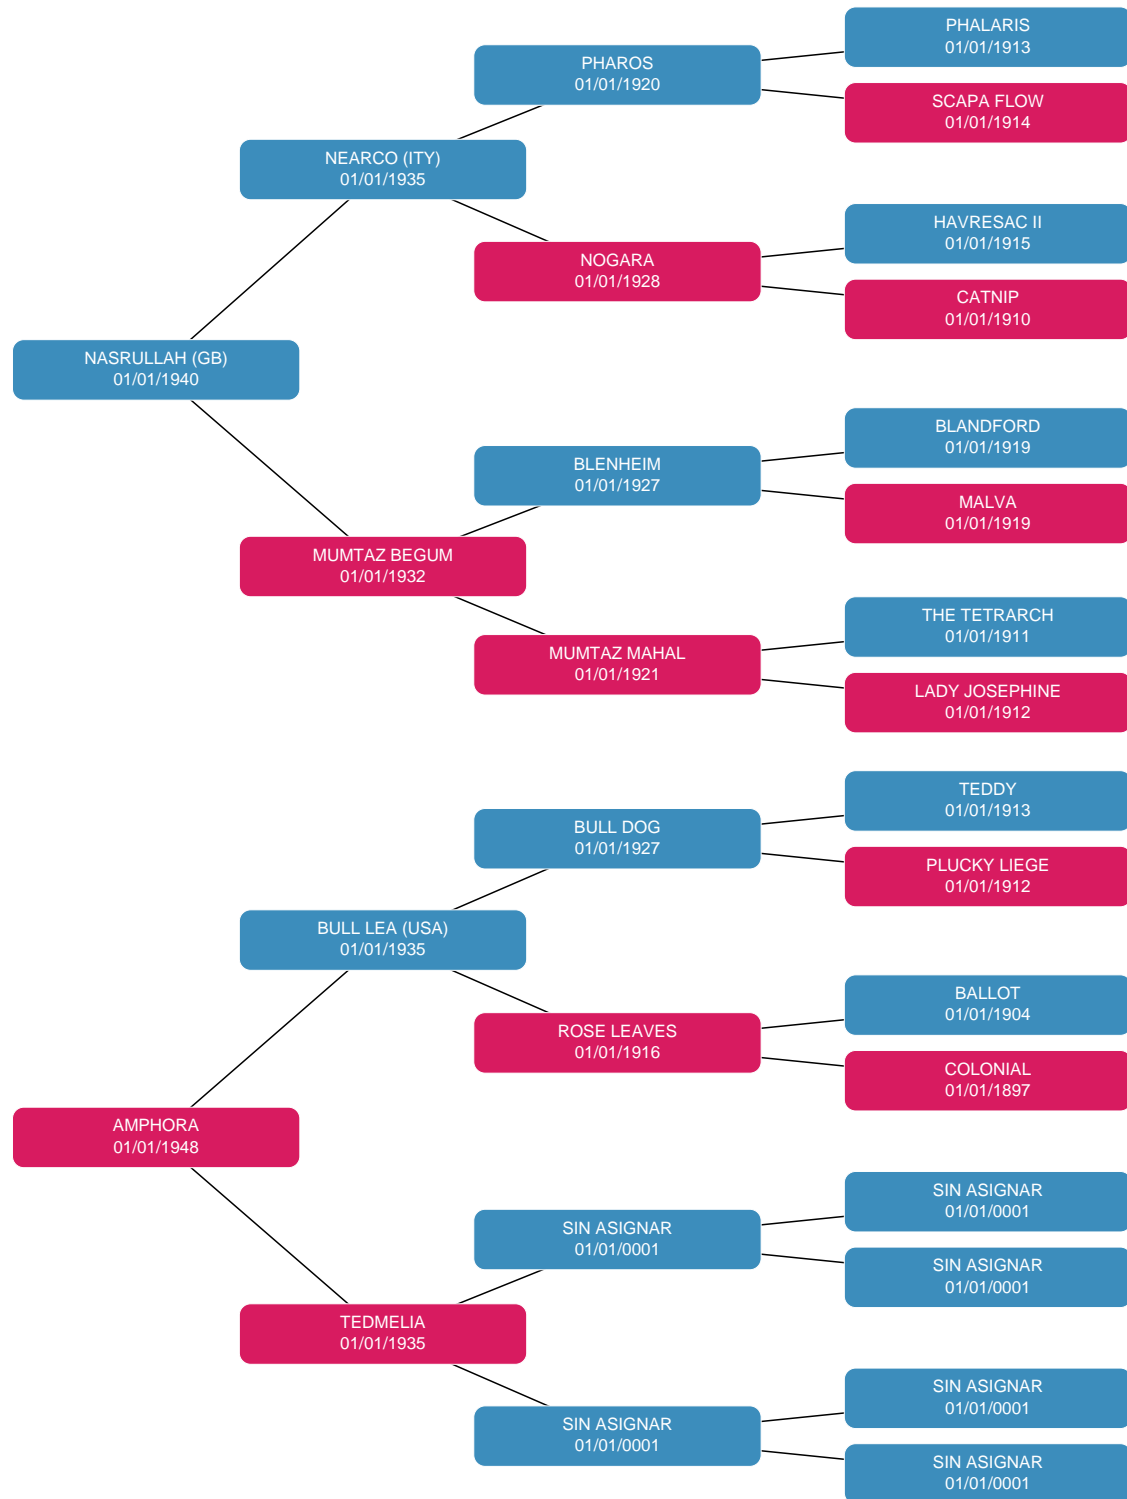 PHALARIS
01/01/1913
PHAROS
01/01/1920
SCAPA FLOW
01/01/1914
NEARCO (ITY)
01/01/1935
HAVRESAC II
01/01/1915
NOGARA
01/01/1928
CATNIP
01/01/1910
NASRULLAH (GB)
01/01/1940
BLANDFORD
01/01/1919
BLENHEIM
01/01/1927
MALVA
01/01/1919
MUMTAZ BEGUM
01/01/1932
THE TETRARCH
01/01/1911
MUMTAZ MAHAL
01/01/1921
LADY JOSEPHINE
01/01/1912
TEDDY
01/01/1913
BULL DOG
01/01/1927
PLUCKY LIEGE
01/01/1912
BULL LEA (USA)
01/01/1935
BALLOT
01/01/1904
ROSE LEAVES
01/01/1916
COLONIAL
01/01/1897
AMPHORA
01/01/1948
SIN ASIGNAR
01/01/0001
SIN ASIGNAR
01/01/0001
SIN ASIGNAR
01/01/0001
TEDMELIA
01/01/1935
SIN ASIGNAR
01/01/0001
SIN ASIGNAR
01/01/0001
SIN ASIGNAR
01/01/0001